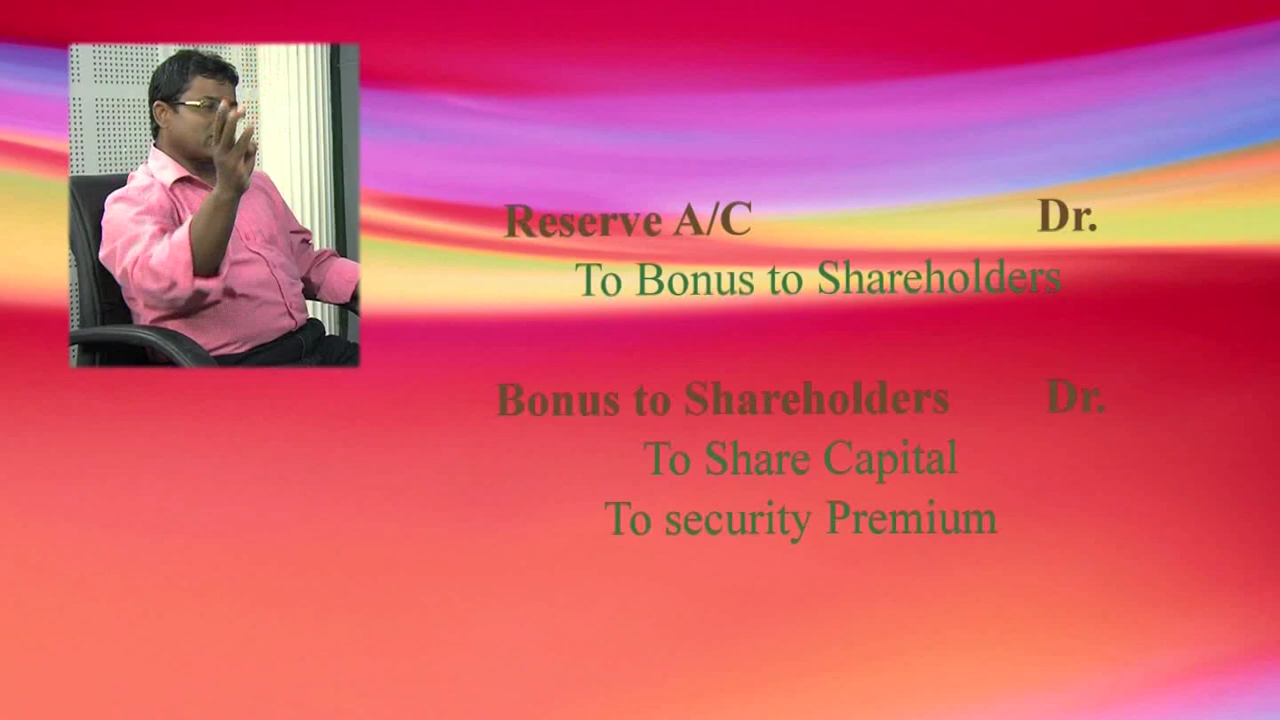 Reserve A/C Dr.
To Bonus to Shareholders
Bonus to Shareholders Dr.
To Share Capital
To security Premium